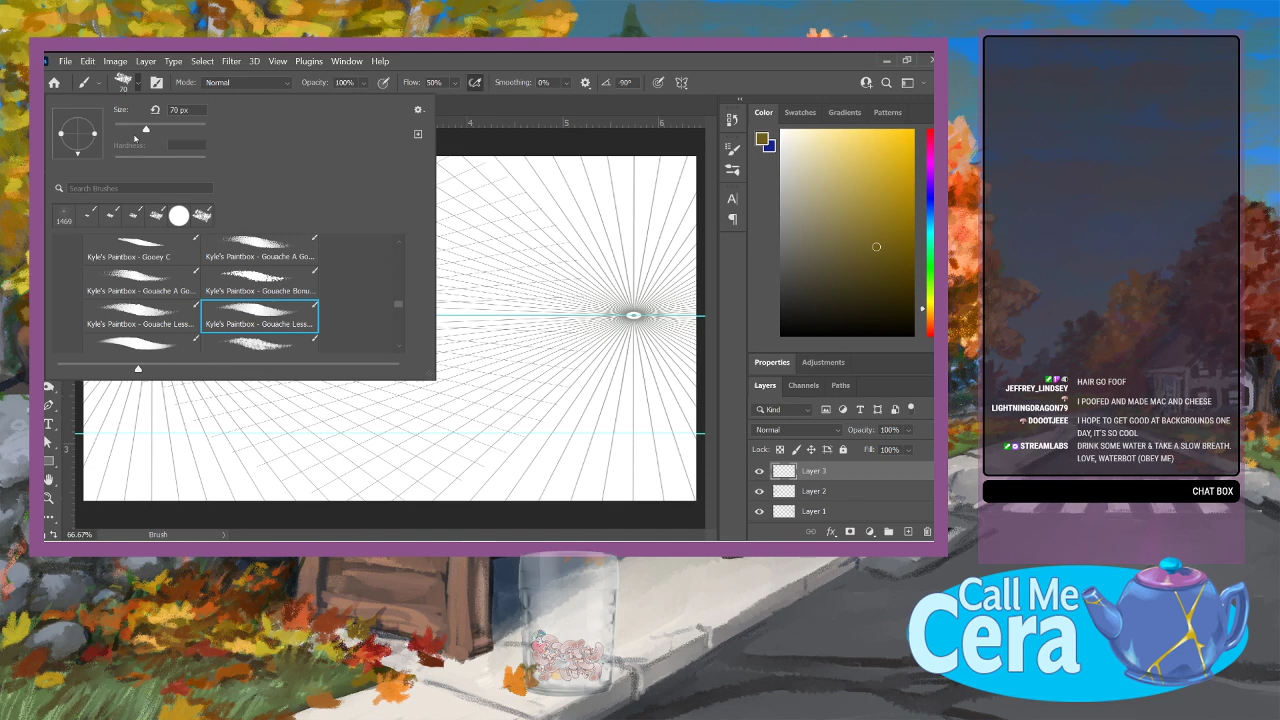 File Edit Image Layer Type Select Filter 3D View Plugins Window Help
70 Mode: Normal Opacity: 100% Flow: 50% Smoothing: 0% -90°
Size: 70 px
Hardness:
Search Brushes
1469
Kyle's Paintbox - Gooey C Kyle's Paintbox - Gouache A Go...
Kyle's Paintbox - Gouache A Go... Kyle's Paintbox - Gouache Bonu...
Kyle's Paintbox - Gouache Less... Kyle's Paintbox - Gouache Less...
4 5 6
3
66.67% Brush
Color Swatches Gradients Patterns
Properties Adjustments
Layers Channels Paths
Kind
Normal Opacity: 100%
Lock: Fill: 100%
Layer 3
Layer 2
Layer 1
JEFFREY_LINDSEY HAIR GO FOOF
LIGHTNINGDRAGON79 I POOFED AND MADE MAC AND CHEESE
DOOOTJEEE I HOPE TO GET GOOD AT BACKGROUNDS ONE
DAY, IT'S SO COOL
STREAMLABS DRINK SOME WATER & TAKE A SLOW BREATH.
LOVE, WATERBOT (OBEY ME)
CHAT BOX
Call Me
Cera